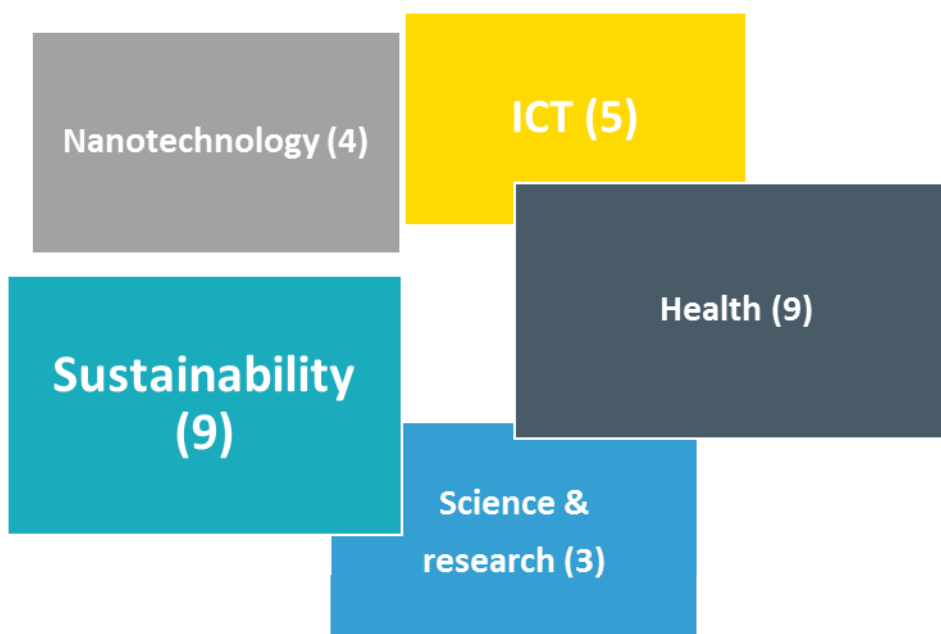 Nanotechnology (4)
ICT (5)
Health (9)
Sustainability
(9)
Science &
research (3)